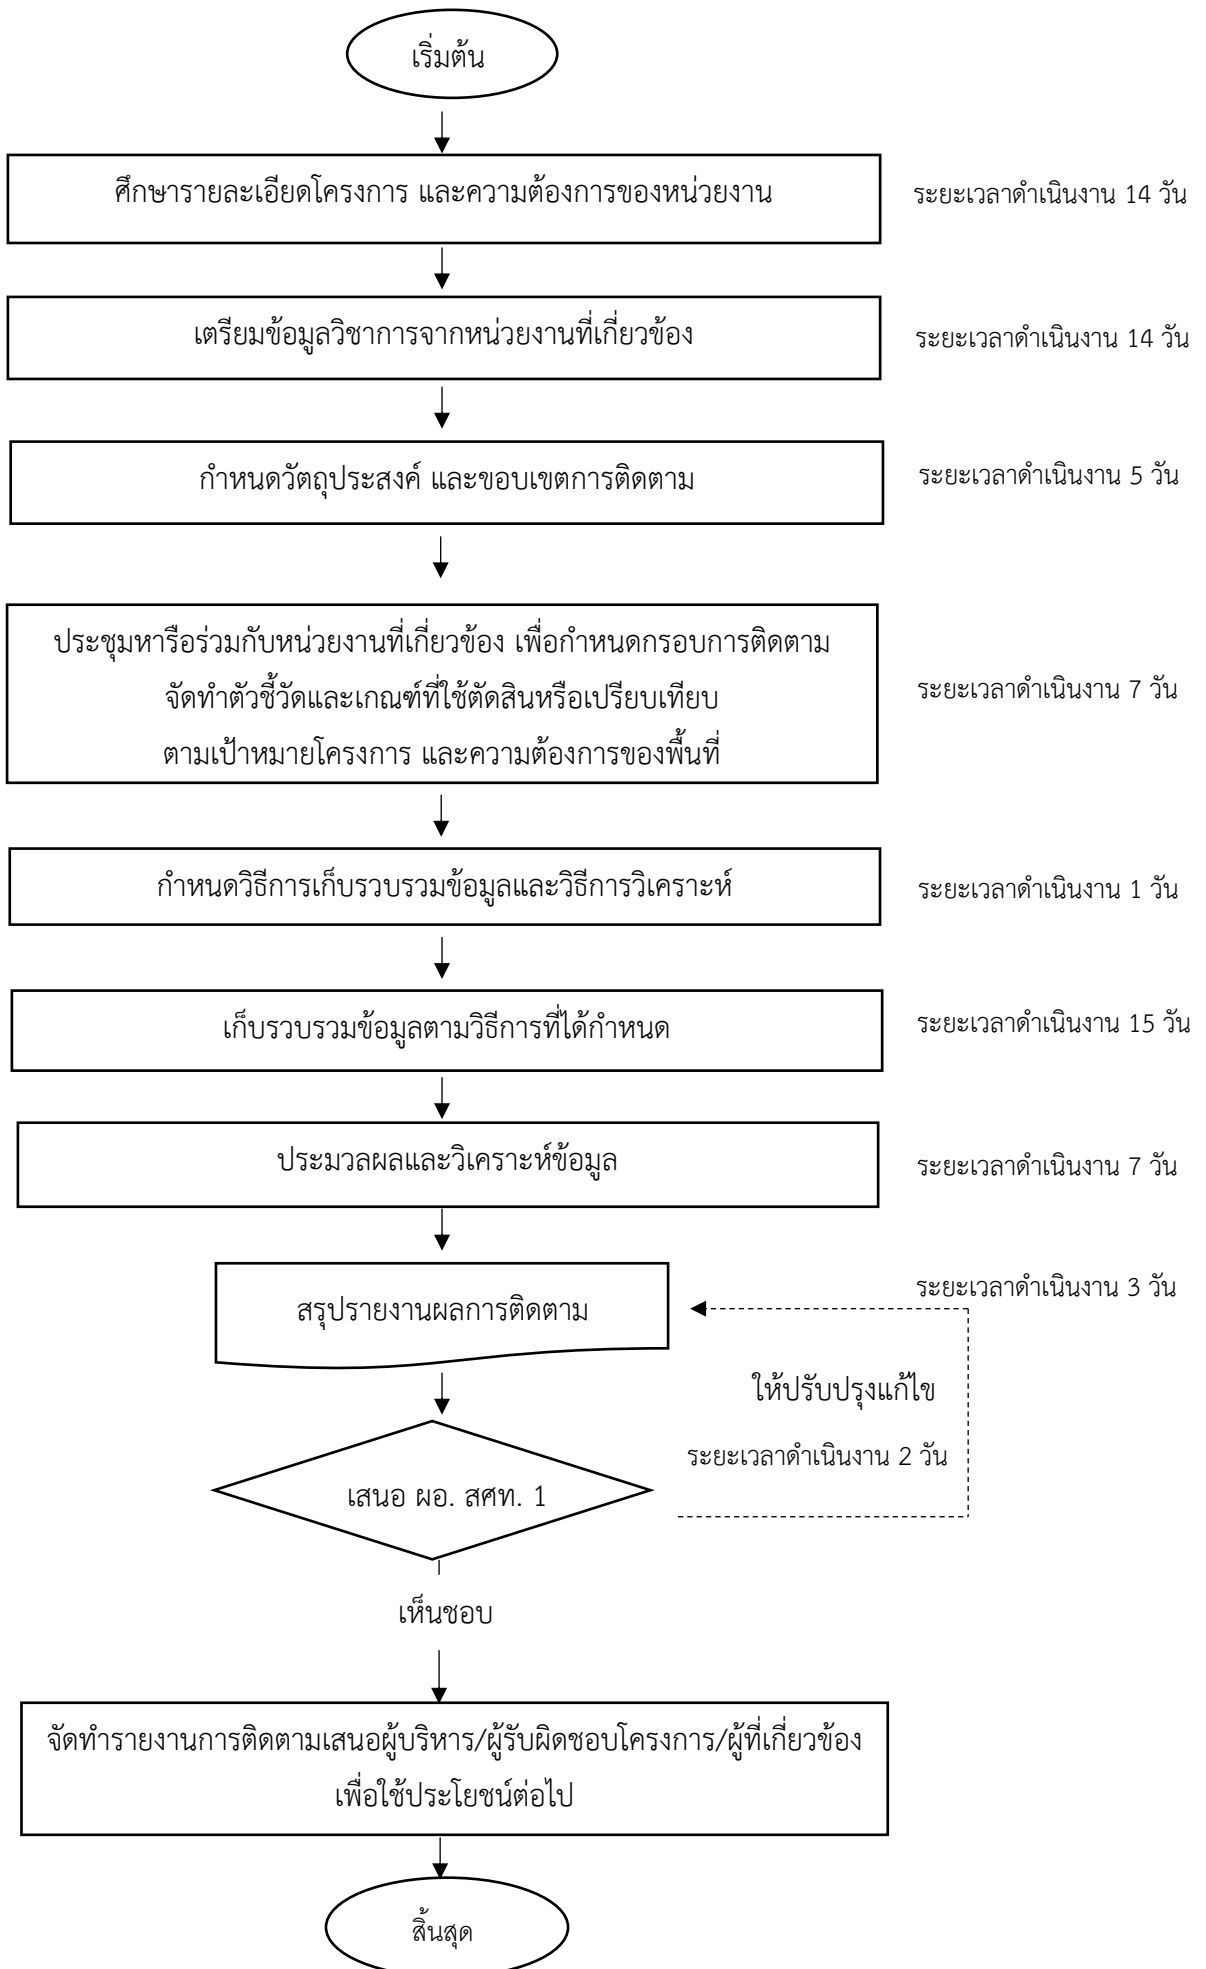 เริ่มต้น
ศึกษารายละเอียดโครงการ และความต้องการของหน่วยงาน
ระยะเวลาดำเนินงาน 14 วัน
เตรียมข้อมูลวิชาการจากหน่วยงานที่เกี่ยวข้อง
ระยะเวลาดำเนินงาน 14 วัน
กำหนดวัตถุประสงค์ และขอบเขตการติดตาม
ระยะเวลาดำเนินงาน 5 วัน
ประชุมหารือร่วมกับหน่วยงานที่เกี่ยวข้อง เพื่อกำหนดกรอบการติดตาม
จัดทำตัวชี้วัดและเกณฑ์ที่ใช้ตัดสินหรือเปรียบเทียบ
ตามเป้าหมายโครงการ และความต้องการของพื้นที่
ระยะเวลาดำเนินงาน 7 วัน
กำหนดวิธีการเก็บรวบรวมข้อมูลและวิธีการวิเคราะห์
ระยะเวลาดำเนินงาน 1 วัน
เก็บรวบรวมข้อมูลตามวิธีการที่ได้กำหนด
ระยะเวลาดำเนินงาน 15 วัน
ประมวลผลและวิเคราะห์ข้อมูล
ระยะเวลาดำเนินงาน 7 วัน
สรุปรายงานผลการติดตาม
ระยะเวลาดำเนินงาน 3 วัน
ให้ปรับปรุงแก้ไข
ระยะเวลาดำเนินงาน 2 วัน
เสนอ ผอ. สศท. 1
เห็นชอบ
จัดทำรายงานการติดตามเสนอผู้บริหาร/ผู้รับผิดชอบโครงการ/ผู้ที่เกี่ยวข้อง
เพื่อใช้ประโยชน์ต่อไป
สิ้นสุด